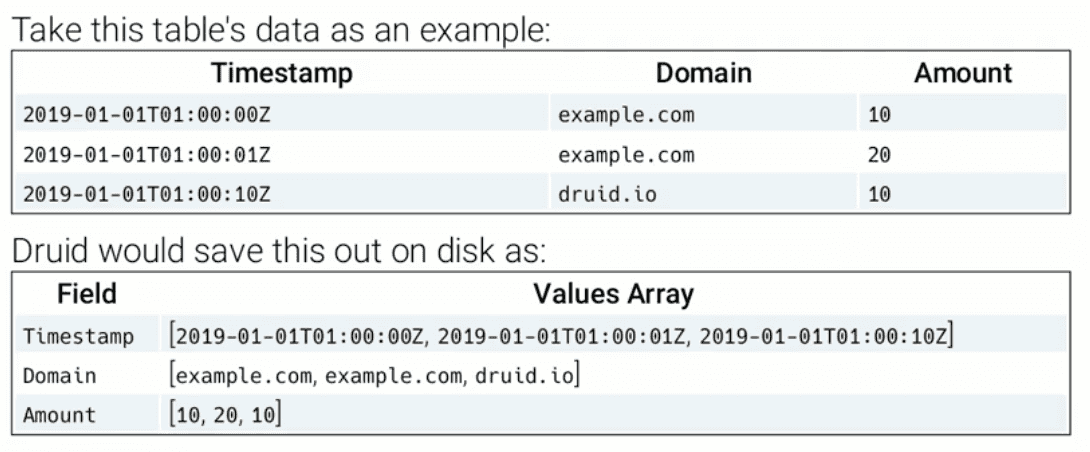 Take this table's data as an example:
Timestamp Domain Amount
2019-01-01T01:00:00Z example.com 10
2019-01-01T01:00:01Z example.com 20
2019-01-01T01:00:10Z druid.io 10
Druid would save this out on disk as:
Field Values Array
Timestamp [2019-01-01T01:00:00Z, 2019-01-01T01:00:01Z, 2019-01-01T01:00:10Z]
Domain [example.com, example.com, druid.io]
Amount [10, 20, 10]